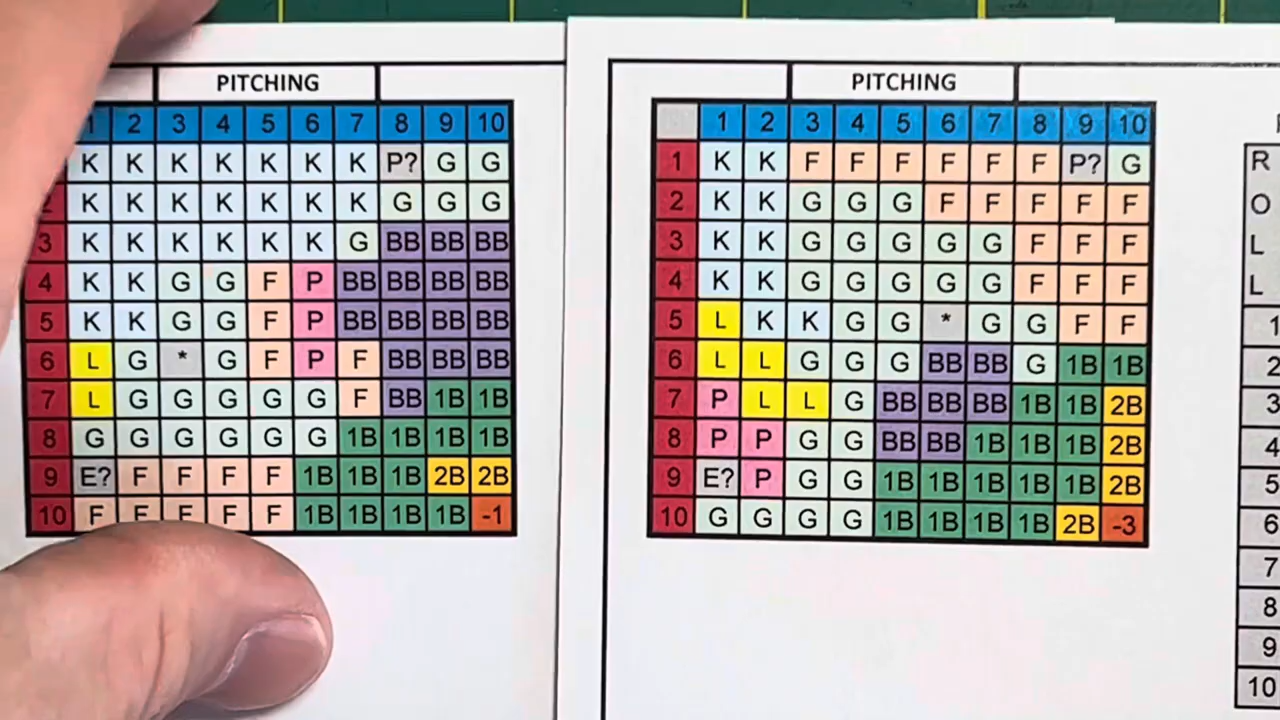 PITCHING
1 2 3 4 5 6 7 8 9 10
K K K K K K K P? G G
2 K K K K K K K G G G
3 K K K K K K G BB BB BB
4 K K G G F P BB BB BB BB
5 K K G G F P BB BB BB BB
6 L G * G F P F BB BB BB
7 L G G G G G F BB 1B 1B
8 G G G G G G 1B 1B 1B 1B
9 E? F F F F 1B 1B 1B 2B 2B
10 F F F F F 1B 1B 1B 1B -1
PITCHING
1 2 3 4 5 6 7 8 9 10
1 K K F F F F F F P? G
2 K K G G G F F F F F
3 K K G G G G G F F F
4 K K G G G G G F F F
5 L K K G G * G G F F
6 L L G G G BB BB G 1B 1B
7 P L L G BB BB BB 1B 1B 2B
8 P P G G BB BB 1B 1B 1B 2B
9 E? P G G 1B 1B 1B 1B 1B 2B
10 G G G G 1B 1B 1B 1B 2B -3
R
O
L
L
1
2
3
4
5
6
7
8
9
10